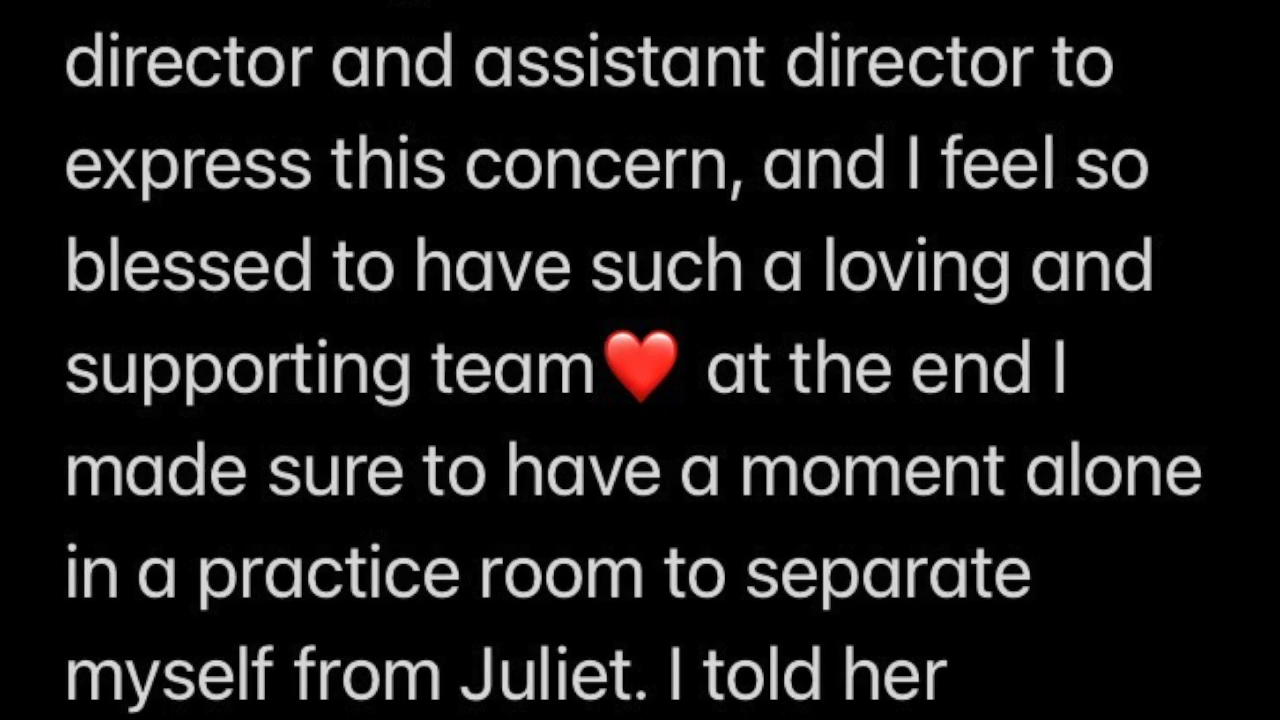 director and assistant director to
express this concern, and I feel so
blessed to have such a loving and
supporting team❤️ at the end I
made sure to have a moment alone
in a practice room to separate
myself from Juliet. I told her